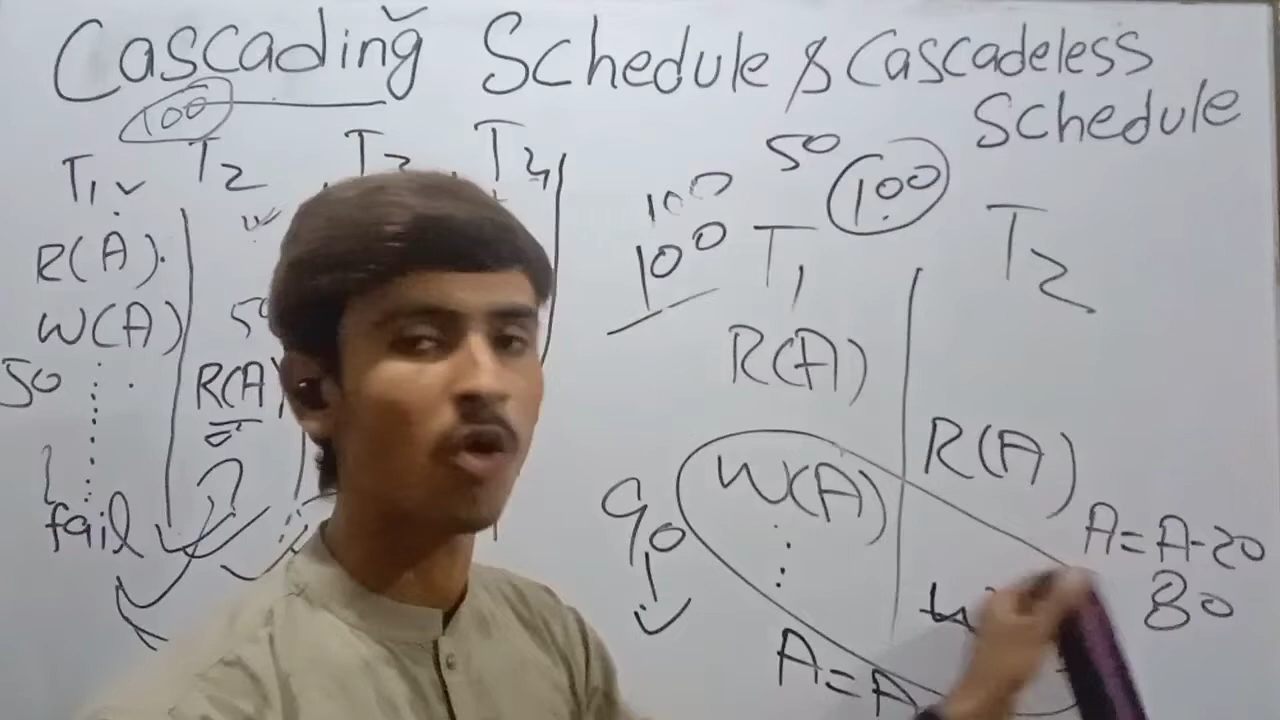 Cascading Schedule & Cascadeless
Schedule
100
T1 T2 T3 T4
R(A).
W(A)
50
R(A)
fail
50 100
100
100 T1 T2
R(A)
R(A)
W(A)
90
A=A-20
80
A=A